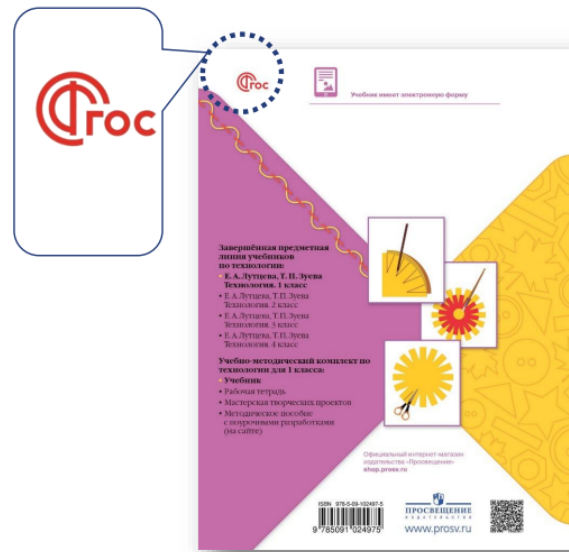 ФГОС
ФГОС
Учебник имеет электронную форму
Завершённая предметная
линия учебников
по технологии:
• Е. А. Лутцева, Т. П. Зуева
Технология. 1 класс
• Е. А. Лутцева, Т. П. Зуева
Технология. 2 класс
• Е. А. Лутцева, Т. П. Зуева
Технология. 3 класс
• Е. А. Лутцева, Т. П. Зуева
Технология. 4 класс
Учебно-методический комплект по
технологии для 1 класса:
• Учебник
• Рабочая тетрадь
• Мастерская творческих проектов
• Методическое пособие
с поурочными разработками
(на сайте)
Официальный интернет-магазин
издательства «Просвещение»
shop.prosv.ru
ISBN 978-5-09-102497-5
9 785091 024975
ПРОСВЕЩЕНИЕ
ИЗДАТЕЛЬСТВО
www.prosv.ru